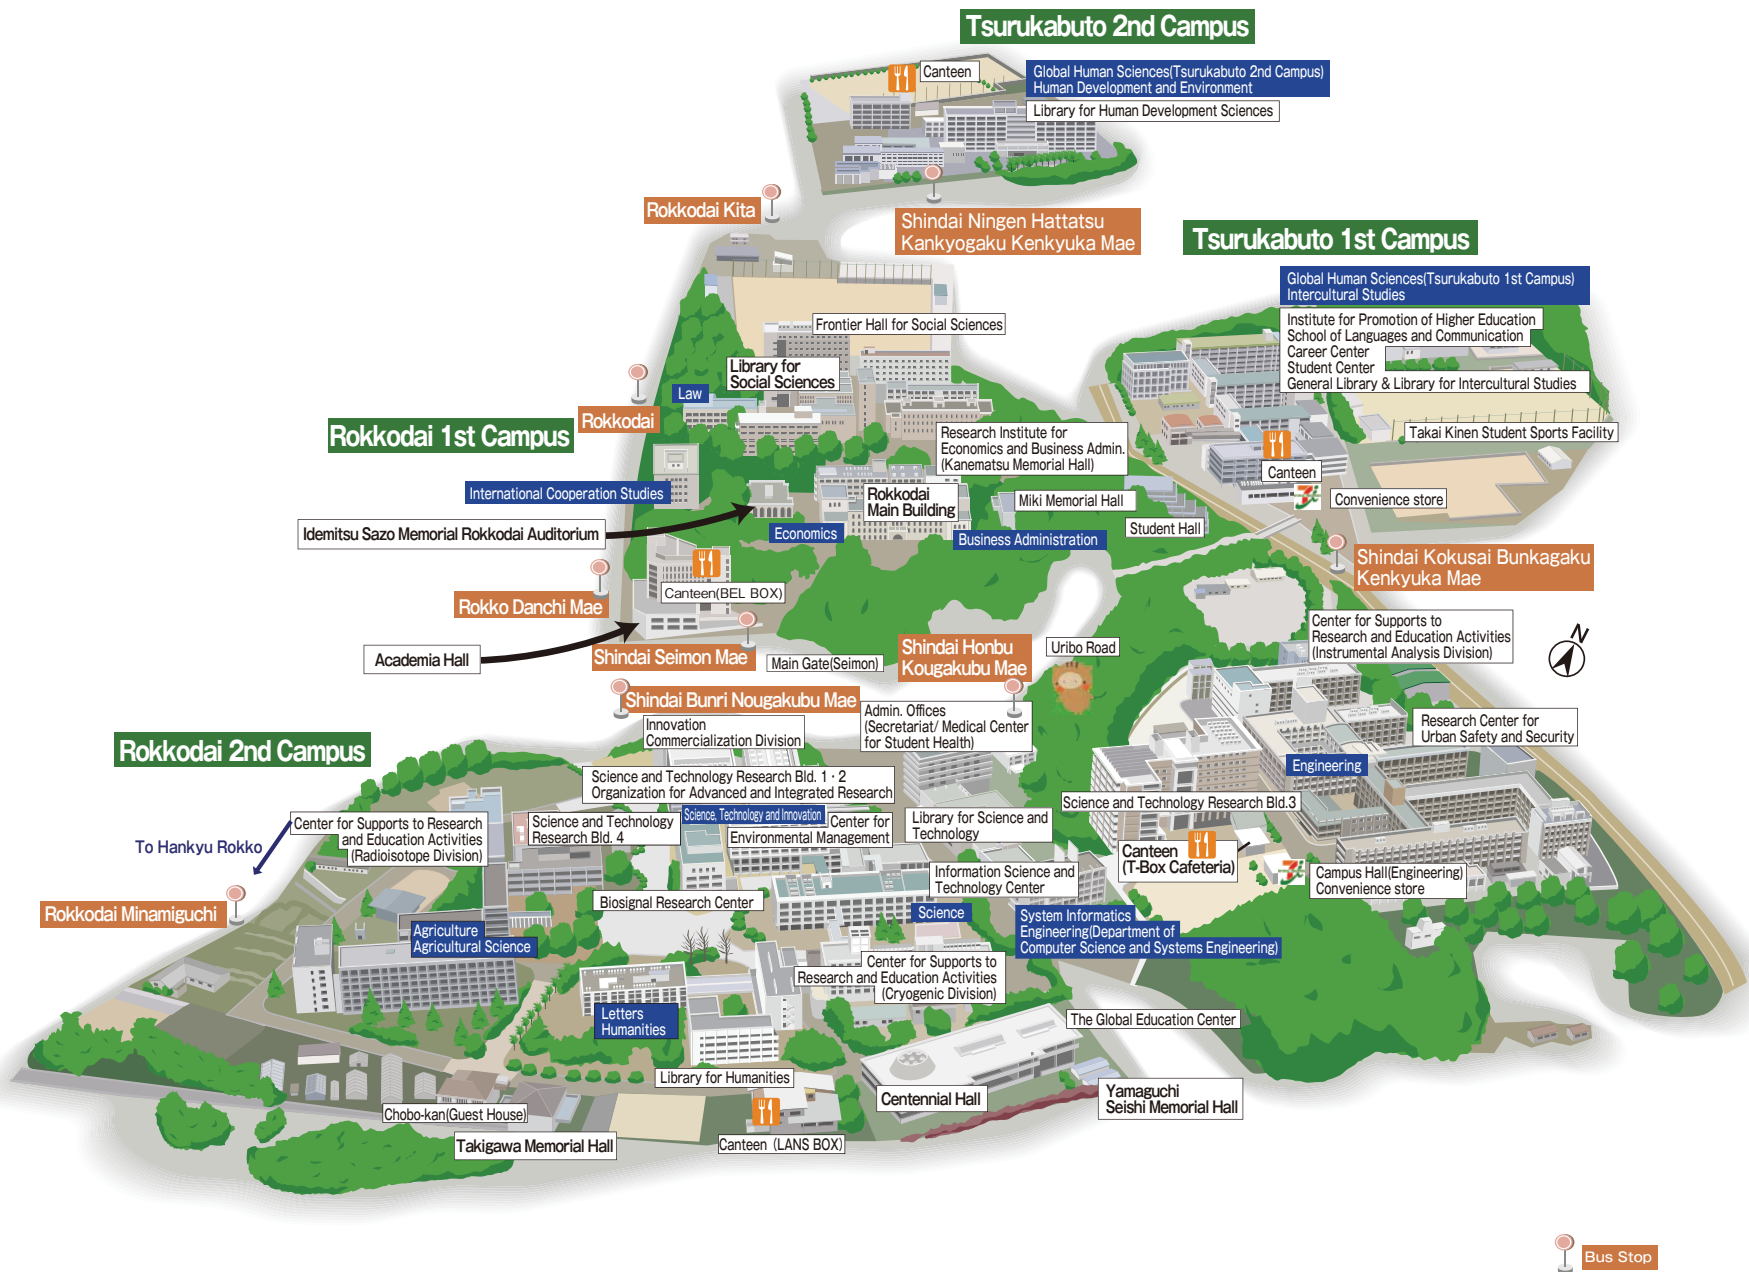 Tsurukabuto 2nd Campus
Canteen
Global Human Sciences(Tsurukabuto 2nd Campus)
Human Development and Environment
Library for Human Development Sciences
Rokkodai Kita
Shindai Ningen Hattatsu
Kankyogaku Kenkyuka Mae
Tsurukabuto 1st Campus
Global Human Sciences(Tsurukabuto 1st Campus)
Intercultural Studies
Institute for Promotion of Higher Education
School of Languages and Communication
Career Center
Student Center
General Library & Library for Intercultural Studies
Takai Kinen Student Sports Facility
Canteen
Convenience store
Shindai Kokusai Bunkagaku
Kenkyuka Mae
Frontier Hall for Social Sciences
Library for
Social Sciences
Law
Rokkodai
Rokkodai 1st Campus
Research Institute for
Economics and Business Admin.
(Kanematsu Memorial Hall)
International Cooperation Studies
Rokkodai
Main Building
Miki Memorial Hall
Student Hall
Idemitsu Sazo Memorial Rokkodai Auditorium
Economics
Business Administration
Canteen(BEL BOX)
Rokko Danchi Mae
Academia Hall
Shindai Seimon Mae
Main Gate(Seimon)
Shindai Honbu
Kougakubu Mae
Uribo Road
Center for Supports to
Research and Education Activities
(Instrumental Analysis Division)
N
Shindai Bunri Nougakubu Mae
Innovation
Commercialization Division
Admin. Offices
(Secretariat/ Medical Center
for Student Health)
Research Center for
Urban Safety and Security
Rokkodai 2nd Campus
Science and Technology Research Bld. 1・2
Organization for Advanced and Integrated Research
Engineering
Science and Technology Research Bld.3
Center for Supports to Research
and Education Activities
(Radioisotope Division)
Science and Technology
Research Bld. 4
Science, Technology and Innovation
Center for
Environmental Management
Library for Science and
Technology
To Hankyu Rokko
Canteen
(T-Box Cafeteria)
Information Science and
Technology Center
Campus Hall(Engineering)
Convenience store
Rokkodai Minamiguchi
Biosignal Research Center
Science
System Informatics
Engineering(Department of
Computer Science and Systems Engineering)
Agriculture
Agricultural Science
Center for Supports to
Research and Education Activities
(Cryogenic Division)
Letters
Humanities
The Global Education Center
Library for Humanities
Centennial Hall
Yamaguchi
Seishi Memorial Hall
Chobo-kan(Guest House)
Takigawa Memorial Hall
Canteen (LANS BOX)
Bus Stop